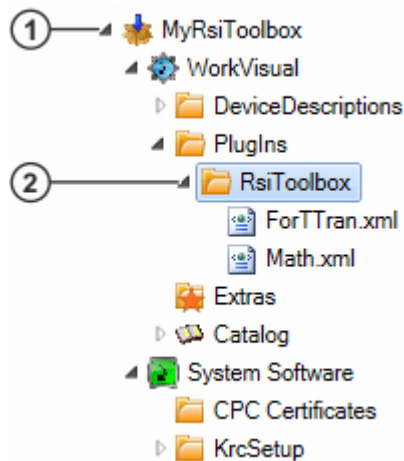 1 MyRsiToolbox
WorkVisual
DeviceDescriptions
PlugIns
2 RsiToolbox
ForTTran.xml
Math.xml
Extras
Catalog
System Software
CPC Certificates
KrcSetup